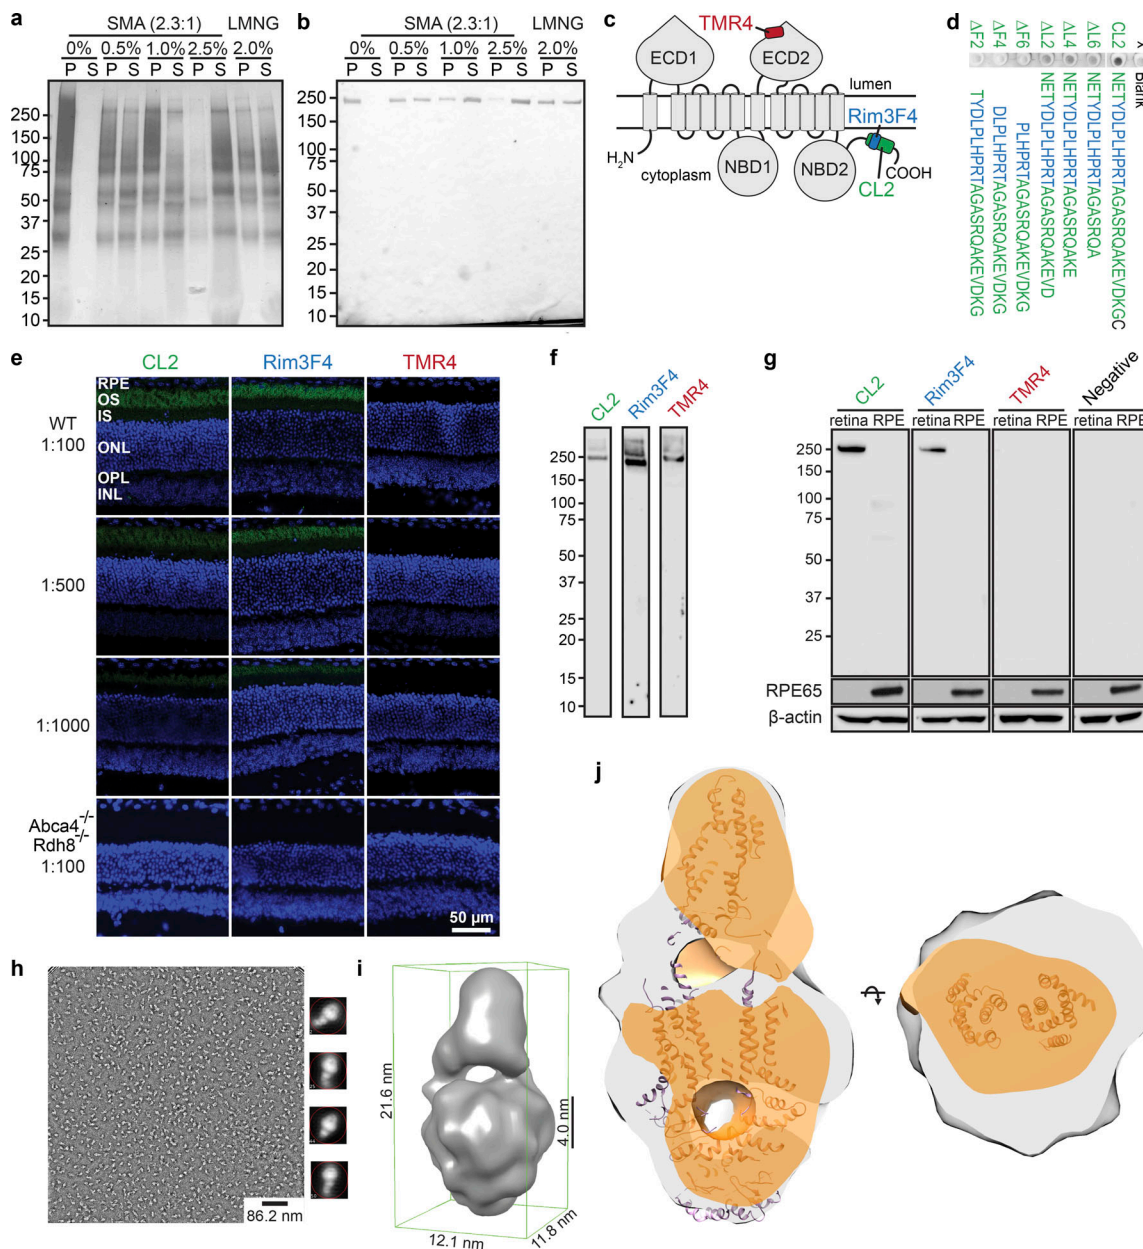 a
SMA (2.3:1) LMNG
0% 0.5% 1.0% 2.5% 2.0%
P S P S P S P S P S
250
150
100
75
50
37
25
20
15
10
b
SMA (2.3:1) LMNG
0% 0.5% 1.0% 2.5% 2.0%
P S P S P S P S P S
250
150
100
75
50
37
25
20
15
10
c
TMR4
ECD1 ECD2
lumen
Rim3F4
H2N
cytoplasm
NBD1 NBD2
COOH
CL2
d
ΔF2 ΔF4 ΔF6 ΔL2 ΔL4 ΔL6 CL2
Blank
TYDLPLHPRTAGASRQAKEVDKG
DLPLHPRTAGASRQAKEVDKG
PLHPRTAGASRQAKEVDKG
NETYDLPLHPRTAGASRQAKEVD
NETYDLPLHPRTAGASRQAKE
NETYDLPLHPRTAGASRQA
NETYDLPLHPRTAGASRQAKEVDKGC
e
CL2 Rim3F4 TMR4
WT
1:100
RPE
OS
IS
ONL
OPL
INL
1:500
1:1000
Abca4-/-
Rdh8-/-
1:100
50 µm
f
CL2 Rim3F4 TMR4
250
150
100
75
50
37
25
20
15
10
g
CL2 Rim3F4 TMR4 Negative
retina RPE retina RPE retina RPE retina RPE
250
150
100
75
50
37
25
RPE65
β-actin
h
86.2 nm
i
21.6 nm
4.0 nm
12.1 nm
11.8 nm
j